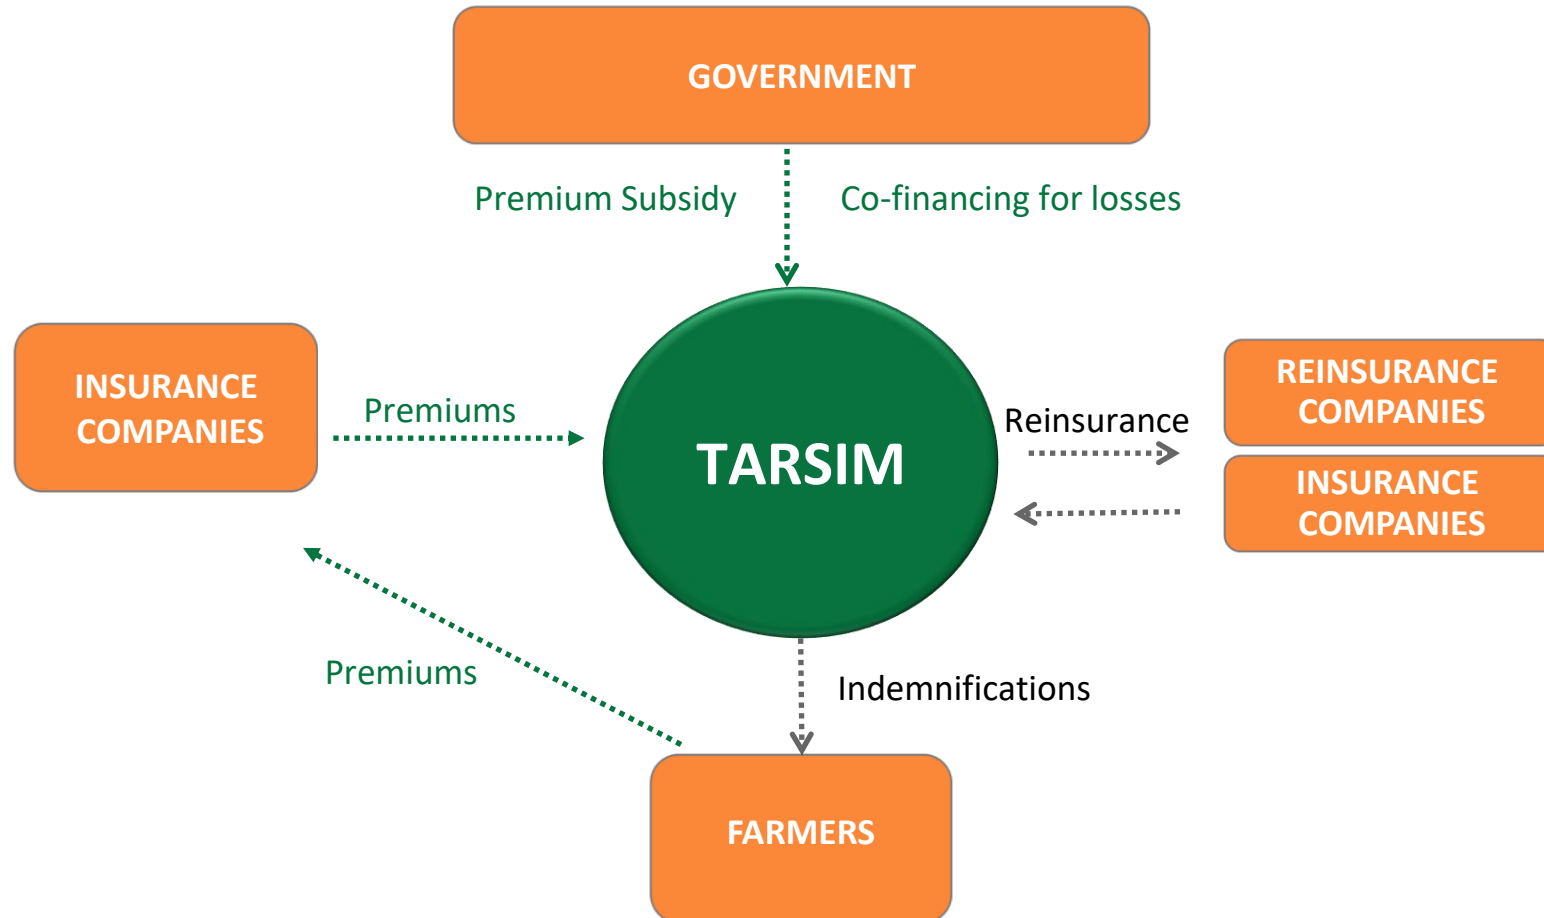 GOVERNMENT
Premium Subsidy
Co-financing for losses
INSURANCE
COMPANIES
Premiums
TARSIM
Reinsurance
REINSURANCE
COMPANIES
INSURANCE
COMPANIES
Premiums
Indemnifications
FARMERS